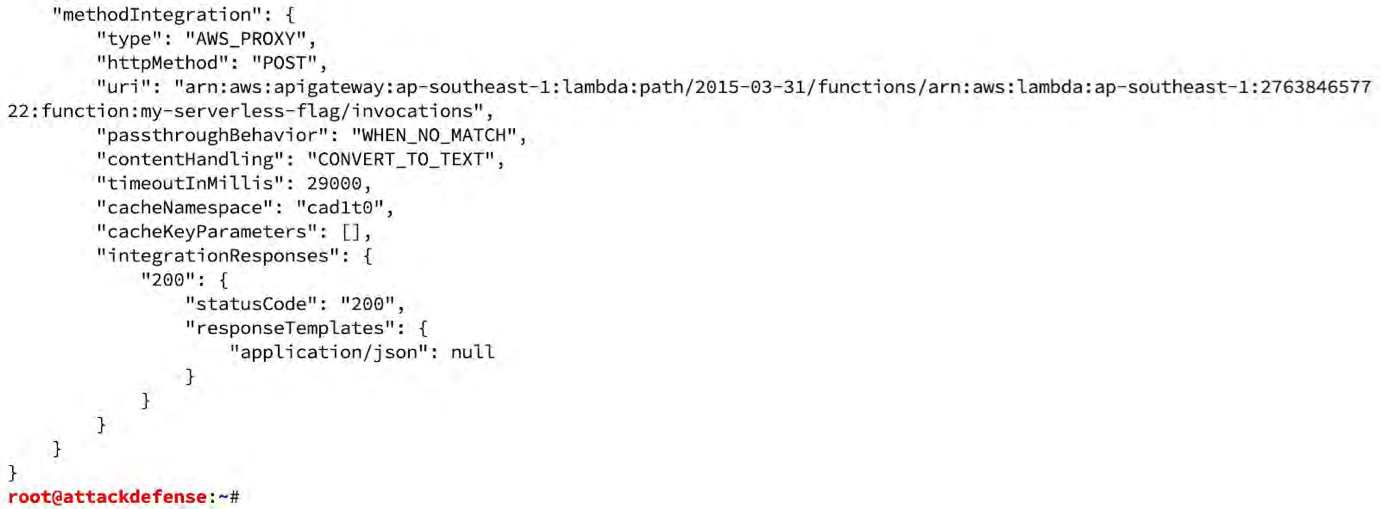 "methodIntegration": {
"type": "AWS_PROXY",
"httpMethod": "POST",
"uri": "arn:aws:apigateway:ap-southeast-1:lambda:path/2015-03-31/functions/arn:aws:lambda:ap-southeast-1:2763846577
22:function:my-serverless-flag/invocations",
"passthroughBehavior": "WHEN_NO_MATCH",
"contentHandling": "CONVERT_TO_TEXT",
"timeoutInMillis": 29000,
"cacheNamespace": "cad1t0",
"cacheKeyParameters": [],
"integrationResponses": {
"200": {
"statusCode": "200",
"responseTemplates": {
"application/json": null
}
}
}
}
}
root@attackdefense:~#